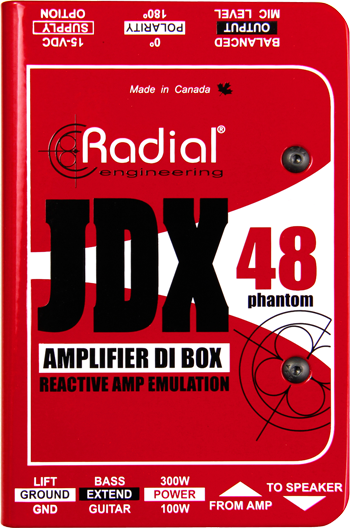 15-VDC 0° BALANCED
SUPPLY POLARITY OUTPUT
OPTION 180° MIC LEVEL
Made in Canada
Radial®
engineering
JDX
48
phantom
AMPLIFIER DI BOX
REACTIVE AMP EMULATION
LIFT BASS 300W
GROUND EXTEND POWER
GND GUITAR 100W
FROM AMP
TO SPEAKER